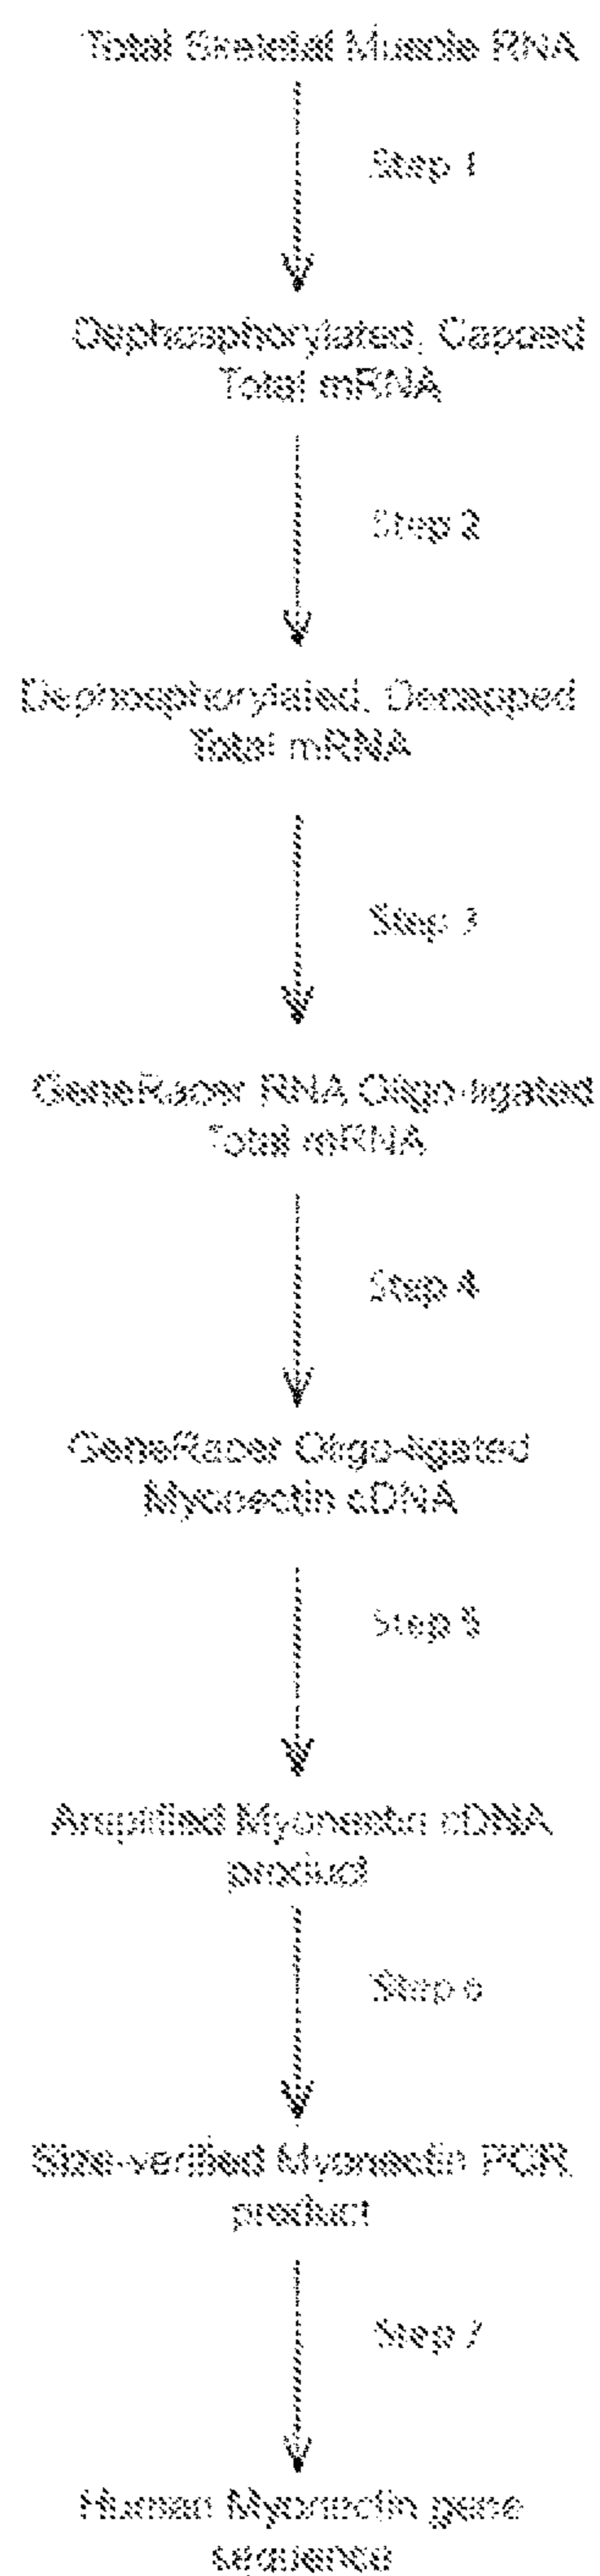 Total Skeletal Muscle RNA
Step 1
Dephosphorylated, Capped
Total mRNA
Step 2
Dephosphorylated, Decapped
Total mRNA
Step 3
GeneRacer RNA Oligo-ligated
Total mRNA
Step 4
GeneRacer Oligo-ligated
Myonectin cDNA
Step 5
Amplified Myonectin cDNA
product
Step 6
Size-verified Myonectin PCR
product
Step 7
Human Myonectin gene
sequence